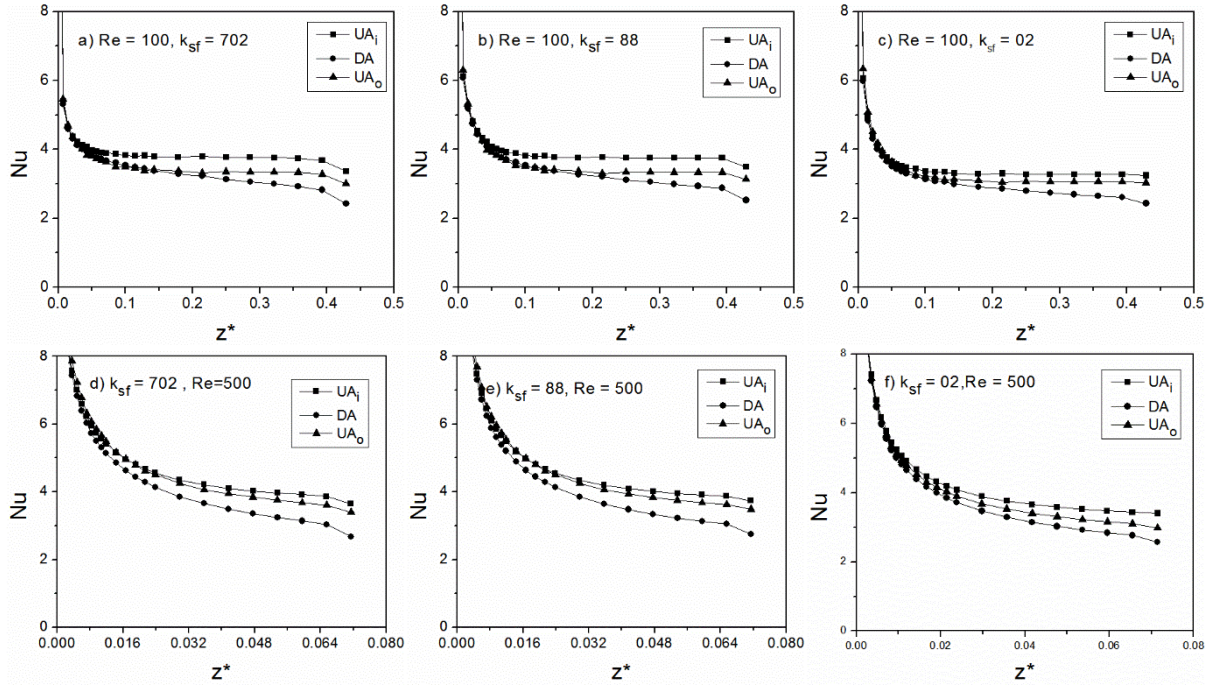 a) Re = 100, k_sf = 702
UA_i
DA
UA_o
Nu
8
6
4
2
0
0.0 0.1 0.2 0.3 0.4 0.5
z*
b) Re = 100, k_sf = 88
UA_i
DA
UA_o
Nu
8
6
4
2
0
0.0 0.1 0.2 0.3 0.4 0.5
z*
c) Re = 100, k_sf = 02
UA_i
DA
UA_o
Nu
8
6
4
2
0
0.0 0.1 0.2 0.3 0.4 0.5
z*
d) k_sf = 702 , Re=500
UA_i
DA
UA_o
Nu
8
6
4
2
0
0.000 0.016 0.032 0.048 0.064 0.080
z*
e) k_sf = 88, Re = 500
UA_i
DA
UA_o
Nu
8
6
4
2
0
0.000 0.016 0.032 0.048 0.064 0.080
z*
f) k_sf = 02,Re = 500
UA_i
DA
UA_o
Nu
8
6
4
2
0
0.00 0.02 0.04 0.06 0.08
z*